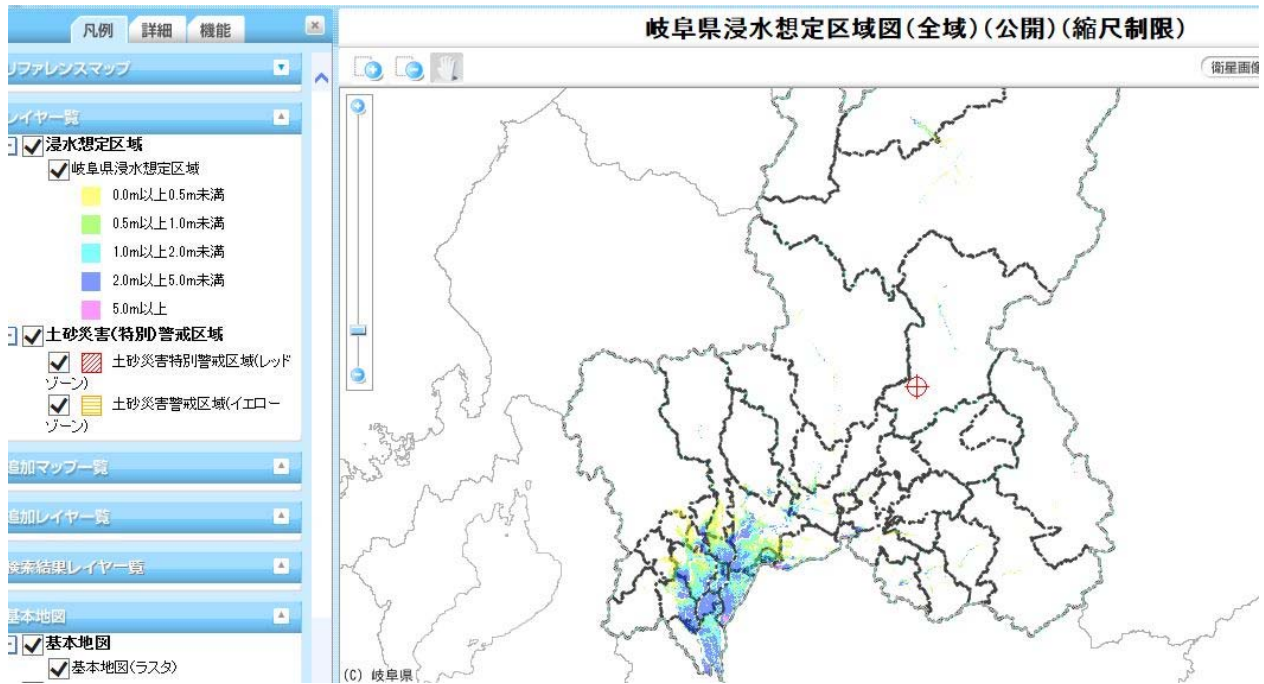 凡例 詳細 機能
岐阜県浸水想定区域図(全域)(公開)(縮尺制限)
リファレンスマップ
衛星画像
レイヤ一覧
浸水想定区域
岐阜県浸水想定区域
0.0m以上0.5m未満
0.5m以上1.0m未満
1.0m以上2.0m未満
2.0m以上5.0m未満
5.0m以上
土砂災害(特別)警戒区域
土砂災害特別警戒区域(レッド
ゾーン)
土砂災害警戒区域(イエロー
ゾーン)
追加マップ一覧
追加レイヤ一覧
検索結果レイヤ一覧
基本地図
基本地図
基本地図(ラスタ)
(C) 岐阜県